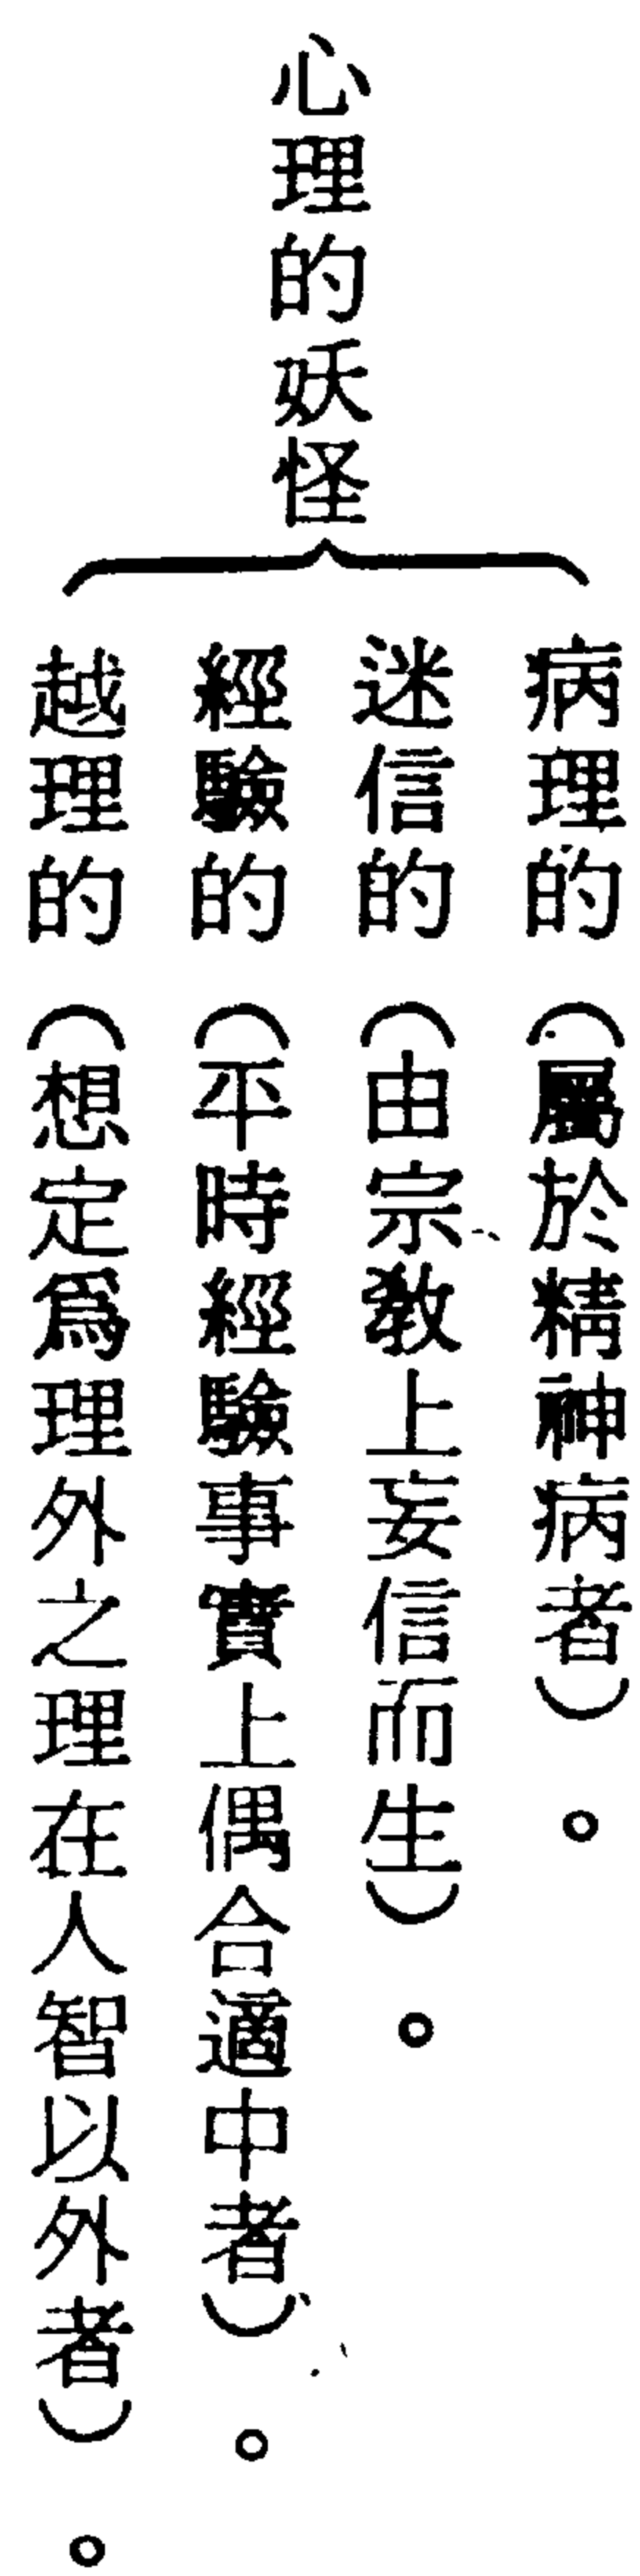 心理的妖怪
病理的（屬於精神病者）。
迷信的（由宗教上妄信而生）。
經驗的（平時經驗事實上偶合適中者）。
越理的（想定爲理外之理在人智以外者）。